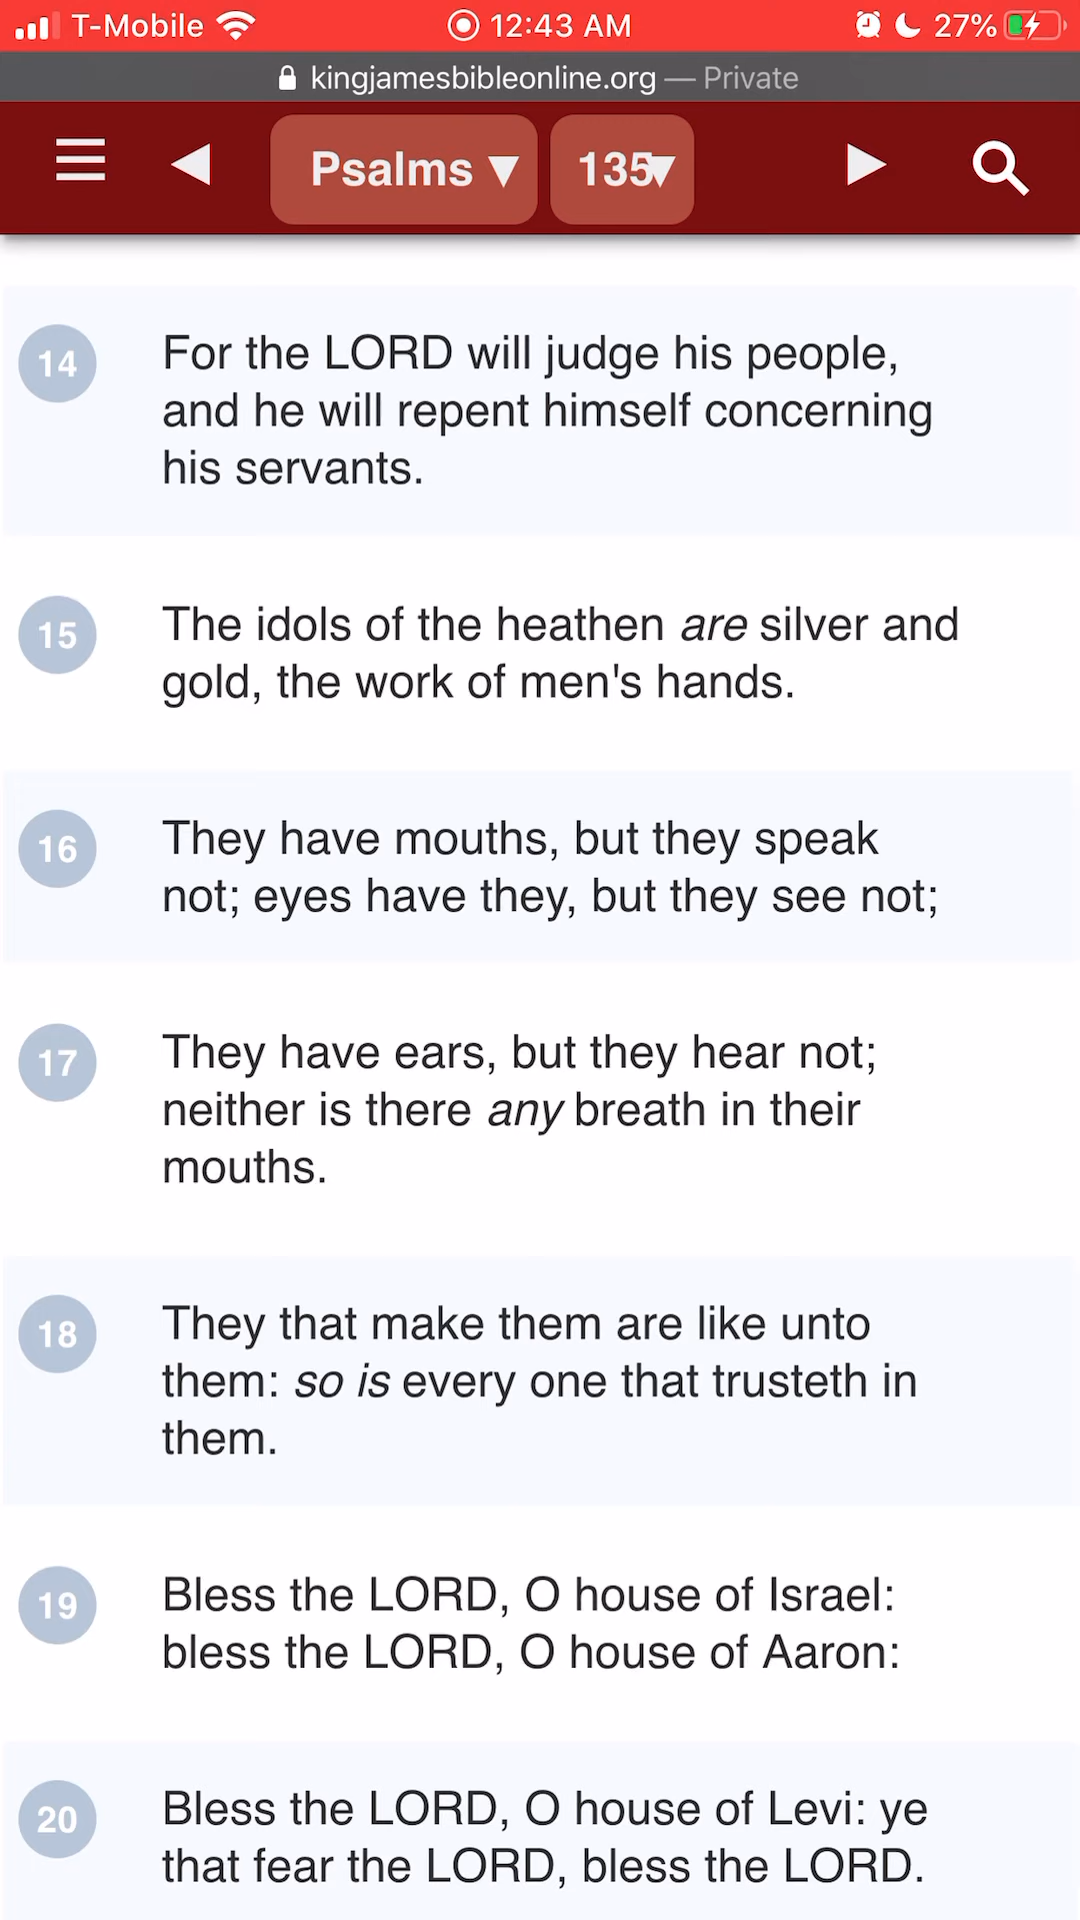 T-Mobile 12:43 AM 27%
kingjamesbibleonline.org — Private
Psalms ▼ 135▼
14 For the LORD will judge his people,
and he will repent himself concerning
his servants.
15 The idols of the heathen are silver and
gold, the work of men's hands.
16 They have mouths, but they speak
not; eyes have they, but they see not;
17 They have ears, but they hear not;
neither is there any breath in their
mouths.
18 They that make them are like unto
them: so is every one that trusteth in
them.
19 Bless the LORD, O house of Israel:
bless the LORD, O house of Aaron:
20 Bless the LORD, O house of Levi: ye
that fear the LORD, bless the LORD.